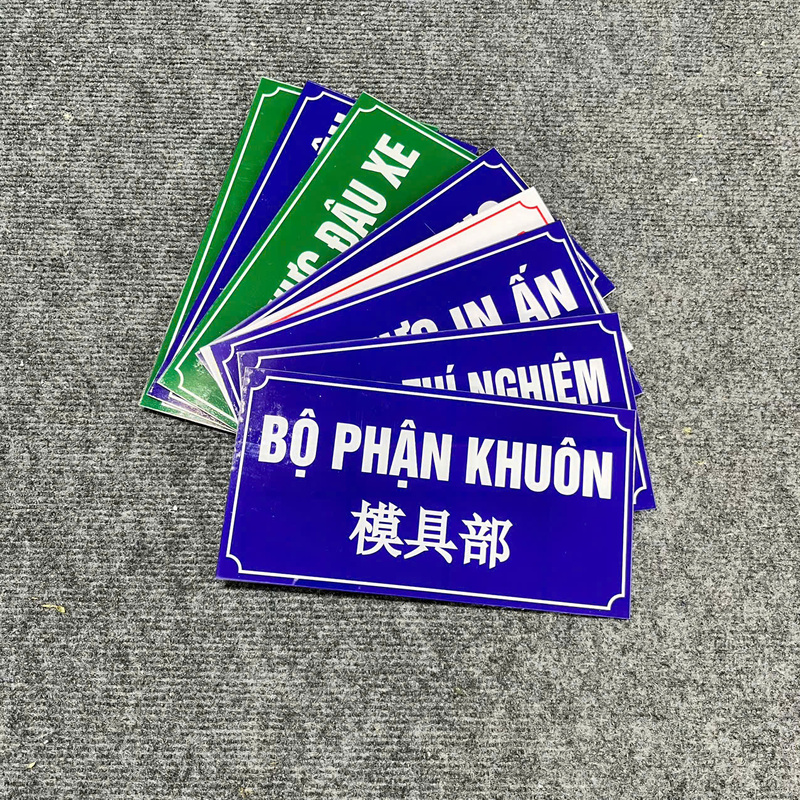 ĐẬU XE
IN ẤN
THÍ NGHIỆM
BỘ PHẬN KHUÔN
模具部